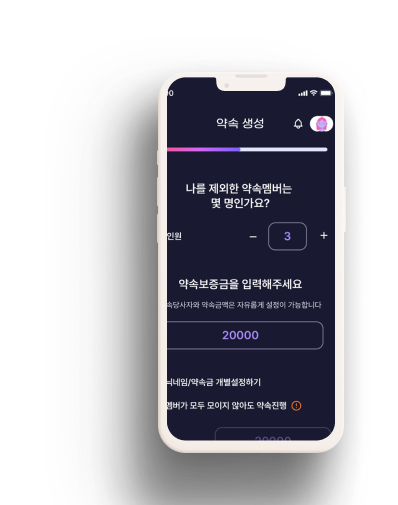 약속 생성
나를 제외한 약속멤버는
몇 명인가요?
인원 − 3 +
약속보증금을 입력해주세요
속당사자와 약속금액은 자유롭게 설정이 가능합니다
20000
닉네임/약속금 개별설정하기
멤버가 모두 모이지 않아도 약속진행
20000